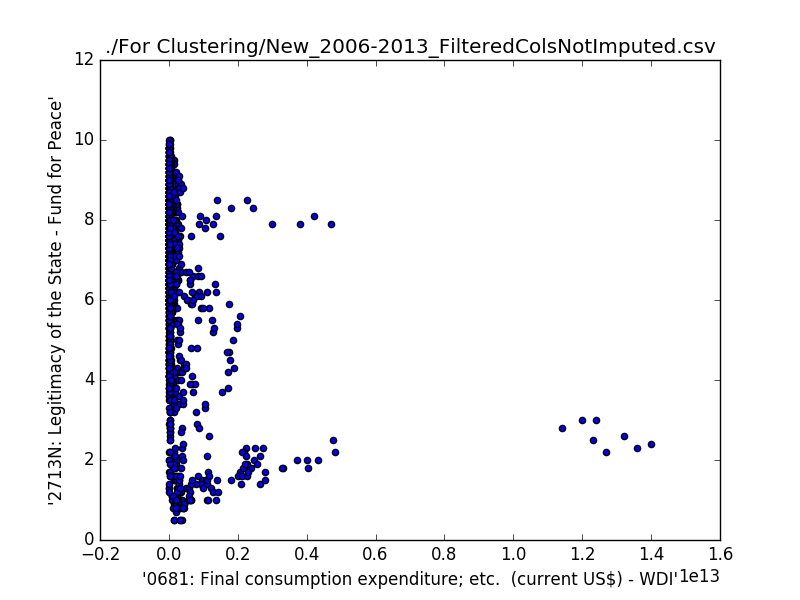 ./For Clustering/New_2006-2013_FilteredColsNotImputed.csv
12
10
8
6
4
2
0
'2713N: Legitimacy of the State - Fund for Peace'
−0.2 0.0 0.2 0.4 0.6 0.8 1.0 1.2 1.4 1.6
1e13
'0681: Final consumption expenditure; etc.  (current US$) - WDI'